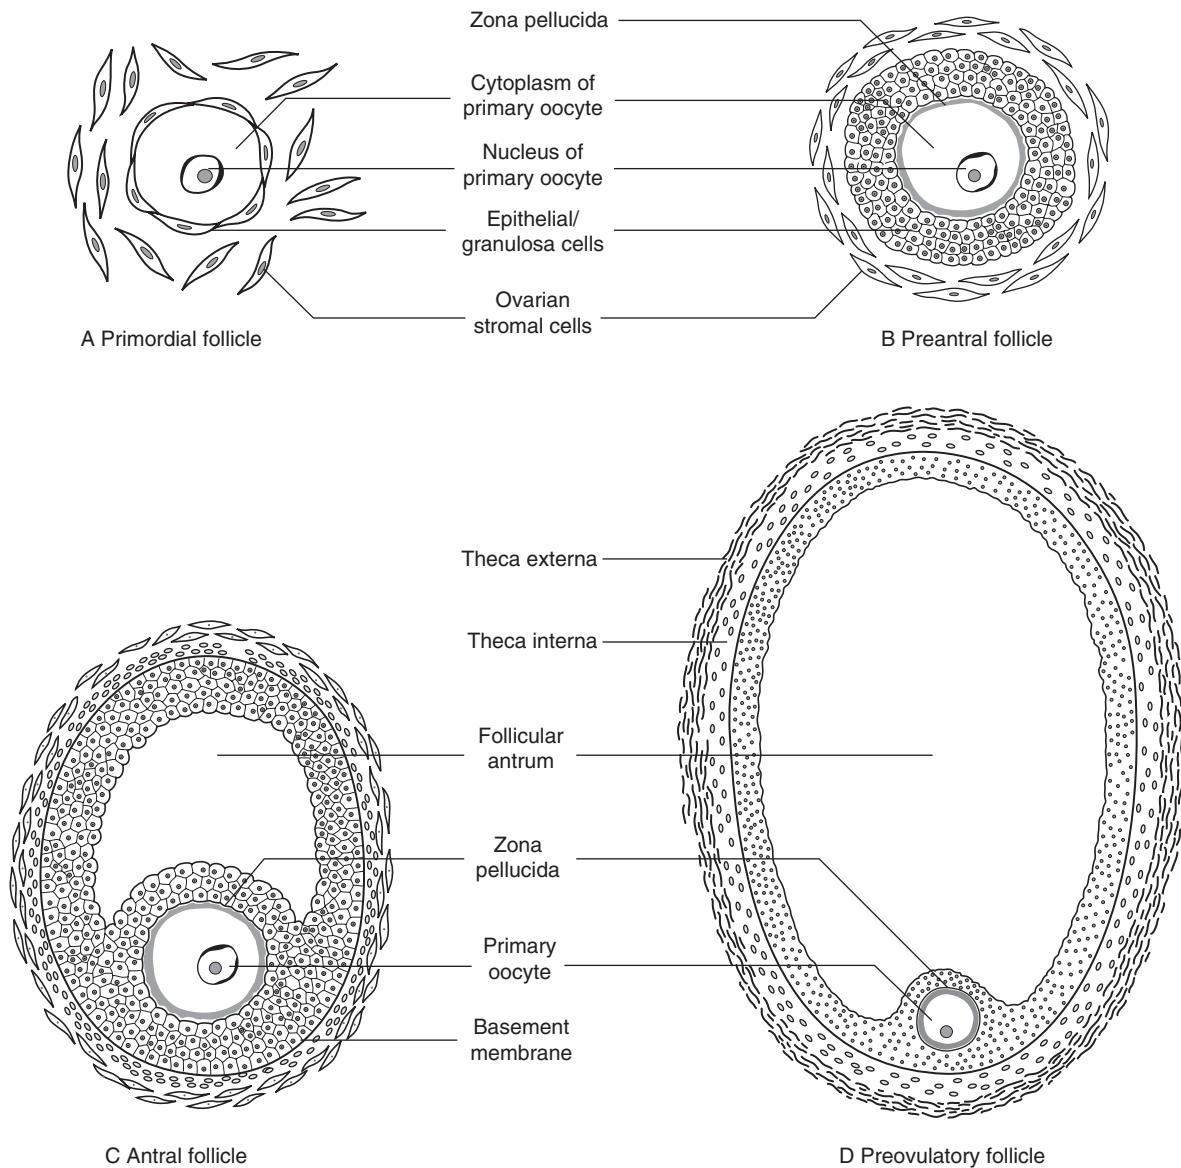 Zona pellucida
Cytoplasm of
primary oocyte
Nucleus of
primary oocyte
Epithelial/
granulosa cells
Ovarian
stromal cells
A Primordial follicle
B Preantral follicle
Theca externa
Theca interna
Follicular
antrum
Zona
pellucida
Primary
oocyte
Basement
membrane
C Antral follicle
D Preovulatory follicle